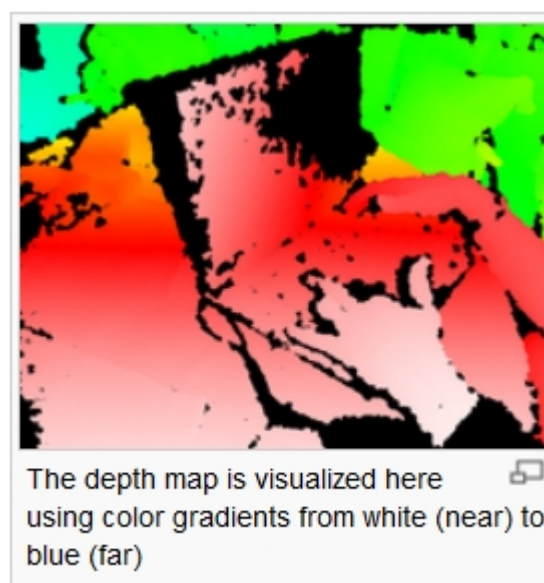 The depth map is visualized here
using color gradients from white (near) to
blue (far)